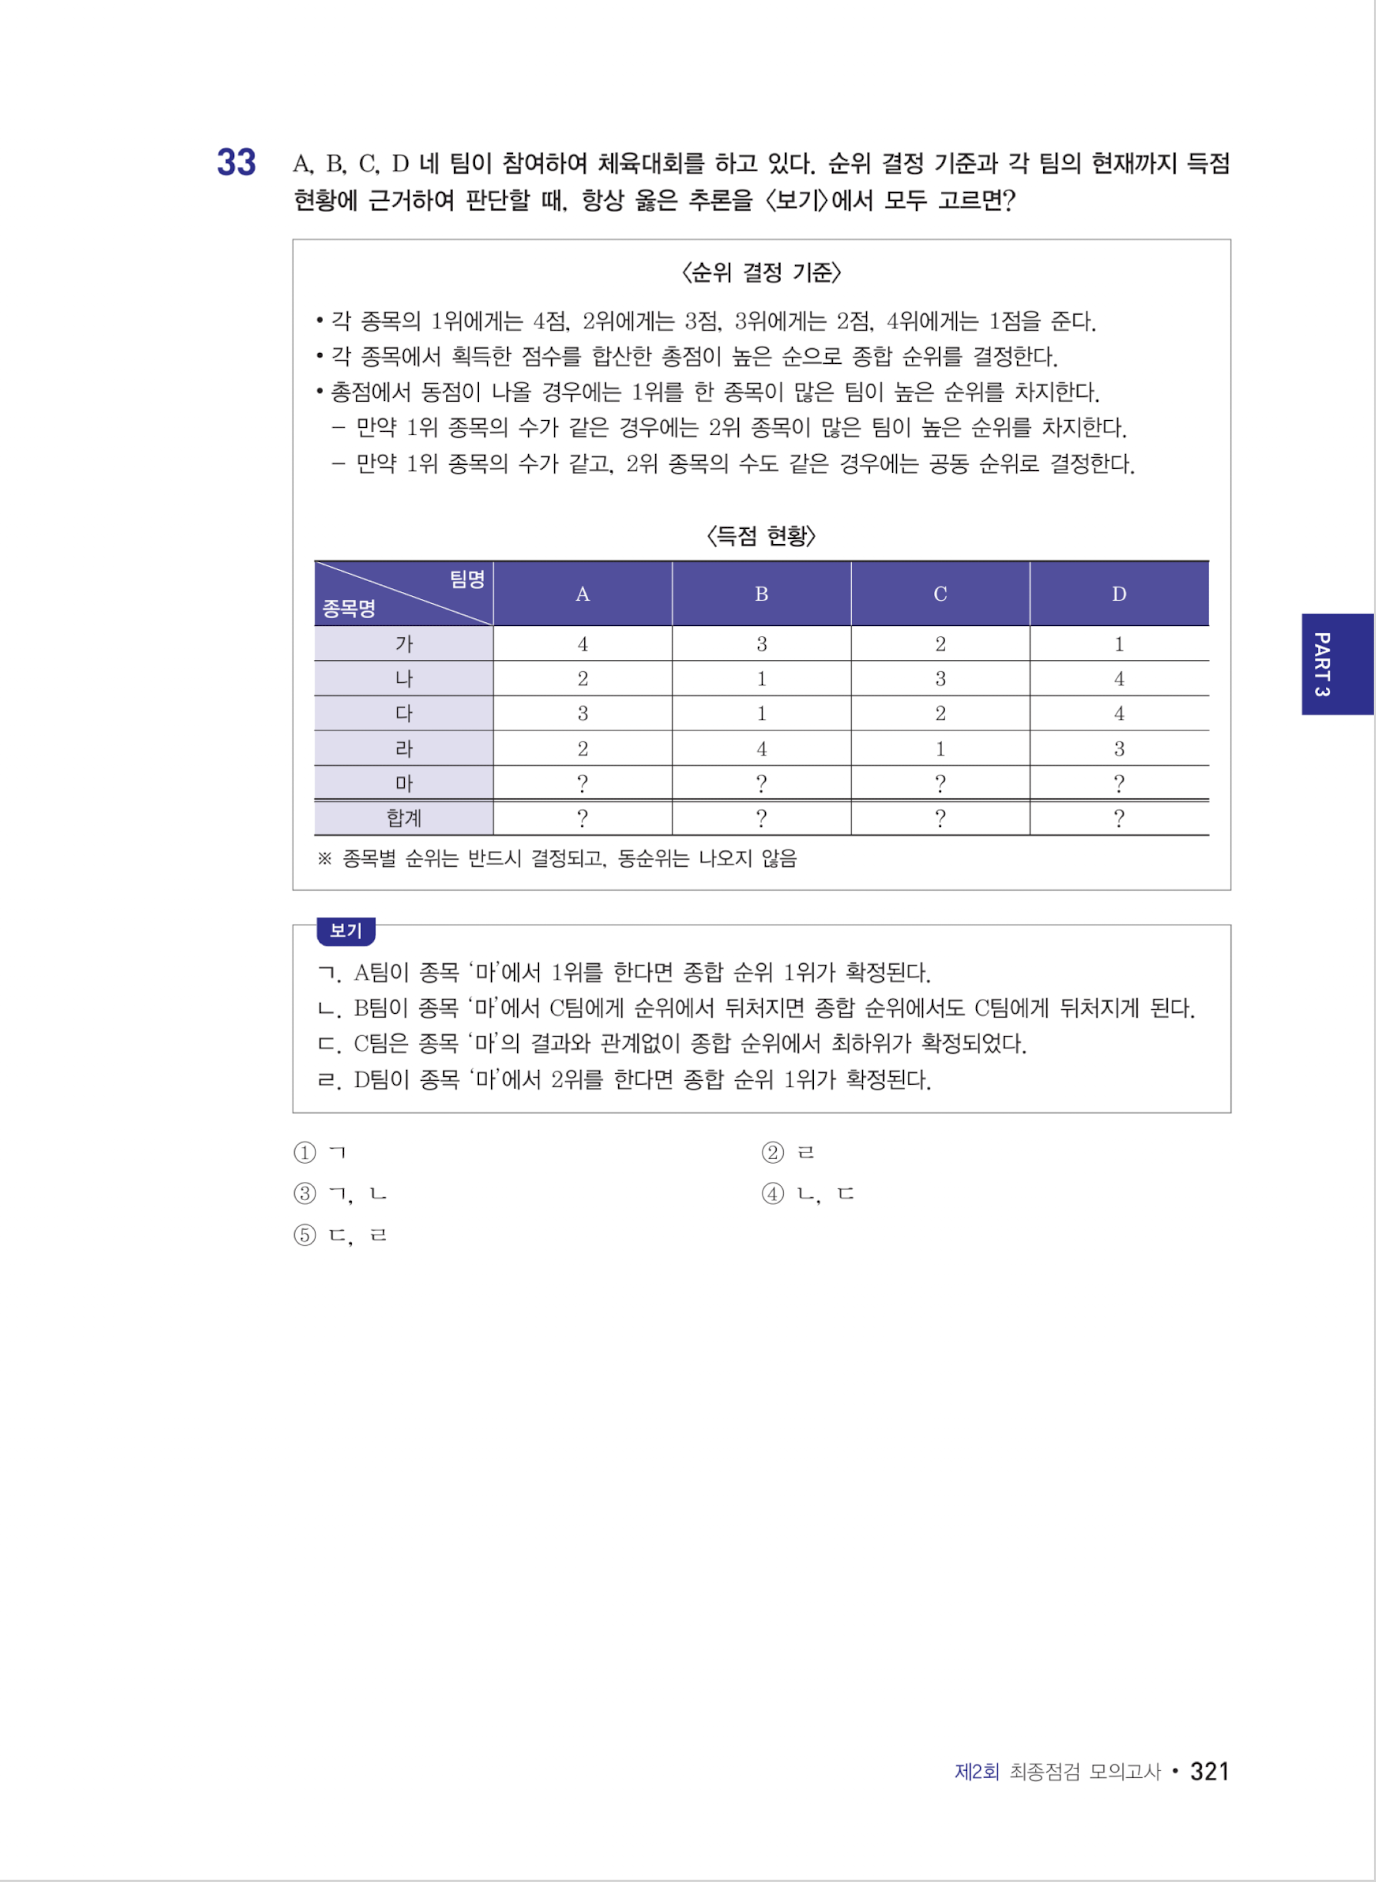 33 A, B, C, D 네 팀이 참여하여 체육대회를 하고 있다. 순위 결정 기준과 각 팀의 현재까지 득점
현황에 근거하여 판단할 때, 항상 옳은 추론을 〈보기〉에서 모두 고르면?
〈순위 결정 기준〉
• 각 종목의 1위에게는 4점, 2위에게는 3점, 3위에게는 2점, 4위에게는 1점을 준다.
• 각 종목에서 획득한 점수를 합산한 총점이 높은 순으로 종합 순위를 결정한다.
• 총점에서 동점이 나올 경우에는 1위를 한 종목이 많은 팀이 높은 순위를 차지한다.
– 만약 1위 종목의 수가 같은 경우에는 2위 종목이 많은 팀이 높은 순위를 차지한다.
– 만약 1위 종목의 수가 같고, 2위 종목의 수도 같은 경우에는 공동 순위로 결정한다.
〈득점 현황〉
팀명
종목명 A B C D
가 4 3 2 1
나 2 1 3 4
다 3 1 2 4
라 2 4 1 3
마 ? ? ? ?
합계 ? ? ? ?
※ 종목별 순위는 반드시 결정되고, 동순위는 나오지 않음
PART 3
보기
ㄱ. A팀이 종목 ‘마’에서 1위를 한다면 종합 순위 1위가 확정된다.
ㄴ. B팀이 종목 ‘마’에서 C팀에게 순위에서 뒤처지면 종합 순위에서도 C팀에게 뒤처지게 된다.
ㄷ. C팀은 종목 ‘마’의 결과와 관계없이 종합 순위에서 최하위가 확정되었다.
ㄹ. D팀이 종목 ‘마’에서 2위를 한다면 종합 순위 1위가 확정된다.
① ㄱ ② ㄹ
③ ㄱ, ㄴ ④ ㄴ, ㄷ
⑤ ㄷ, ㄹ
제2회 최종점검 모의고사 • 321